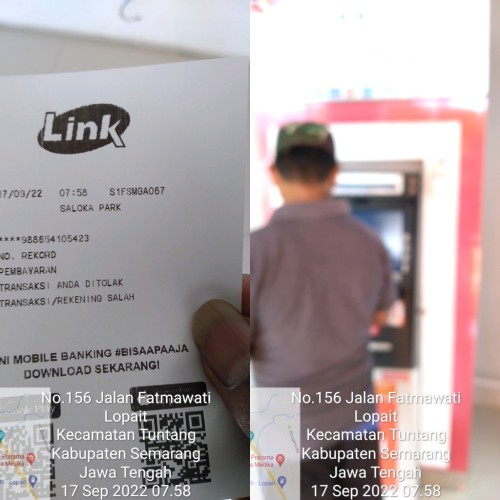 Link
17/09/22 07:58 S1FSMGA067
SALOKA PARK
****988654105423
NO. REKORD
PEMBAYARAN
TRANSAKSI ANDA DITOLAK
TRANSAKSI/REKENING SALAH
NI MOBILE BANKING #BISAAPAAJA
DOWNLOAD SEKARANG!
No.156 Jalan Fatmawati
Lopait
Kecamatan Tuntang
Kabupaten Semarang
Jawa Tengah
17 Sep 2022 07.58
No.156 Jalan Fatmawati
Lopait
Kecamatan Tuntang
Kabupaten Semarang
Jawa Tengah
17 Sep 2022 07.58